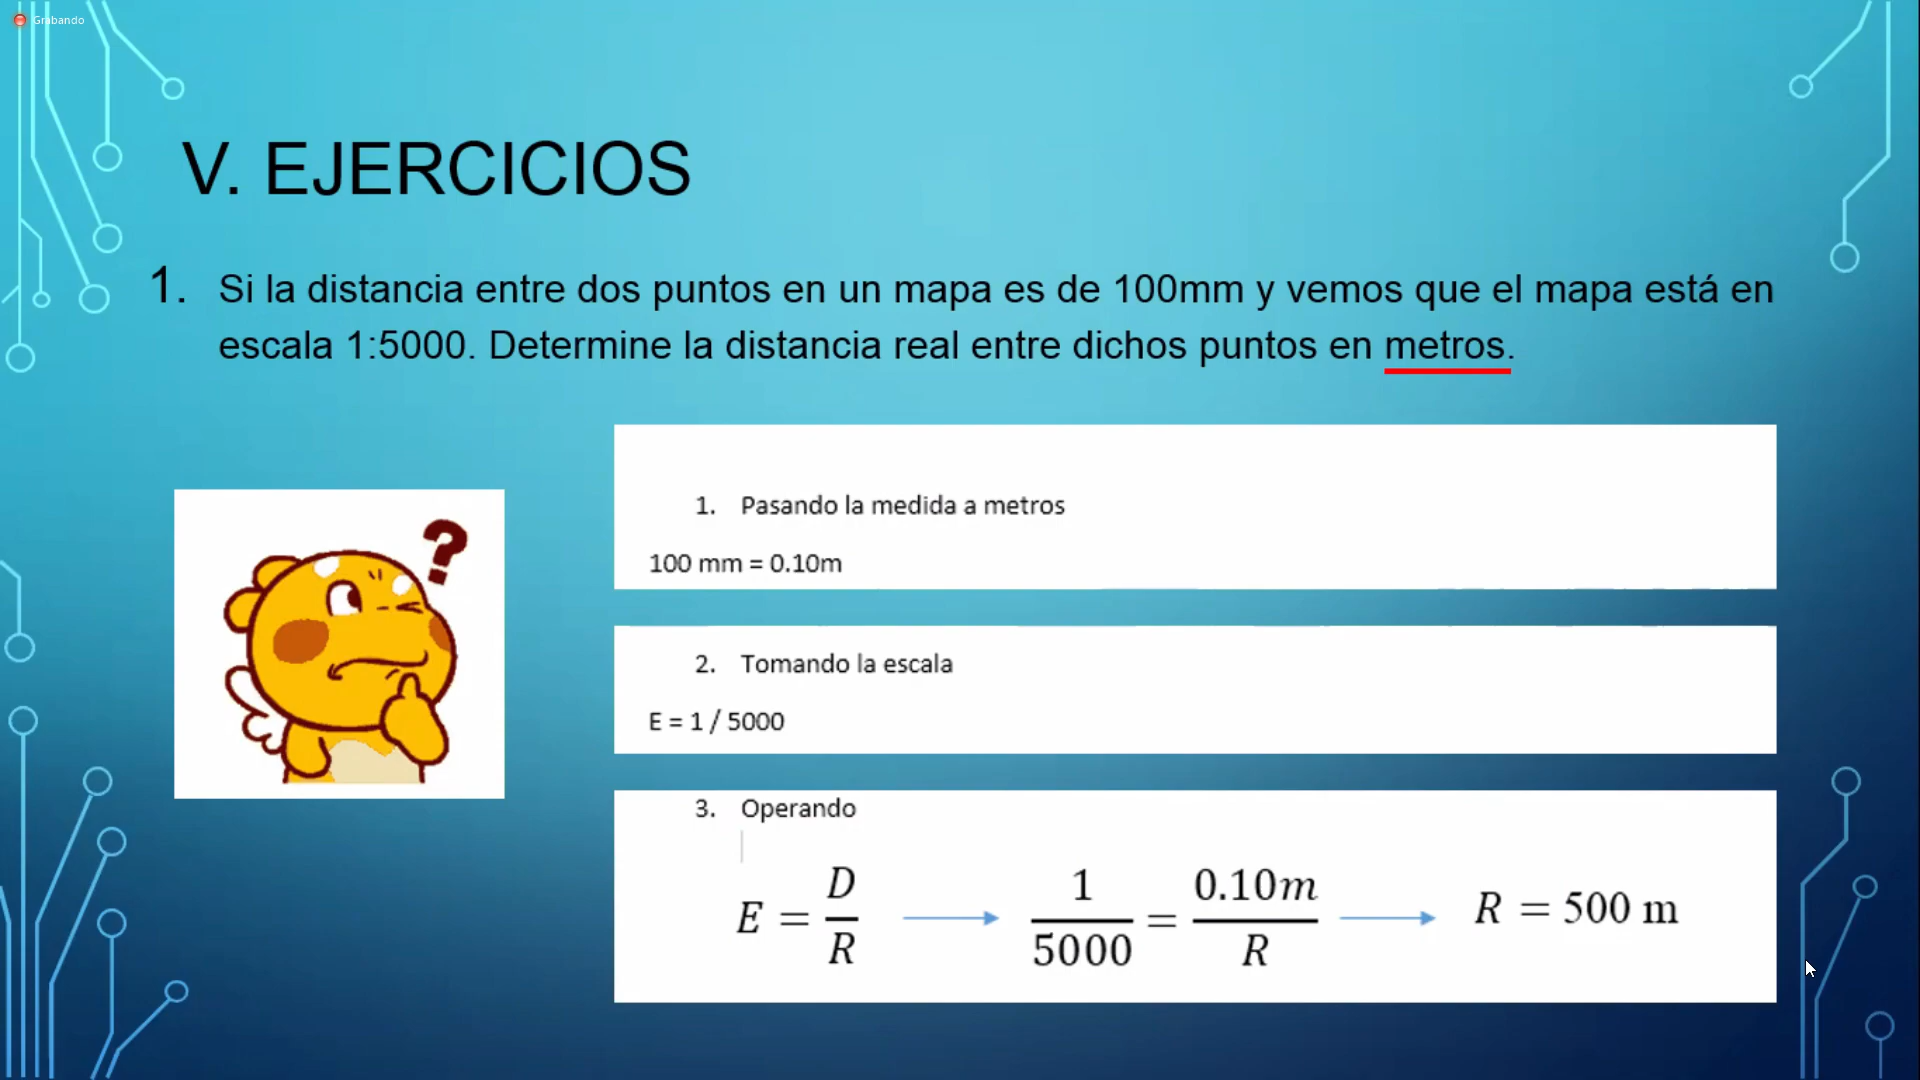 Grabando
V. EJERCICIOS
1. Si la distancia entre dos puntos en un mapa es de 100mm y vemos que el mapa está en
escala 1:5000. Determine la distancia real entre dichos puntos en metros.
?
1. Pasando la medida a metros
100 mm = 0.10m
2. Tomando la escala
E = 1 / 5000
3. Operando
E = D/R → 1/5000 = 0.10m/R → R = 500 m